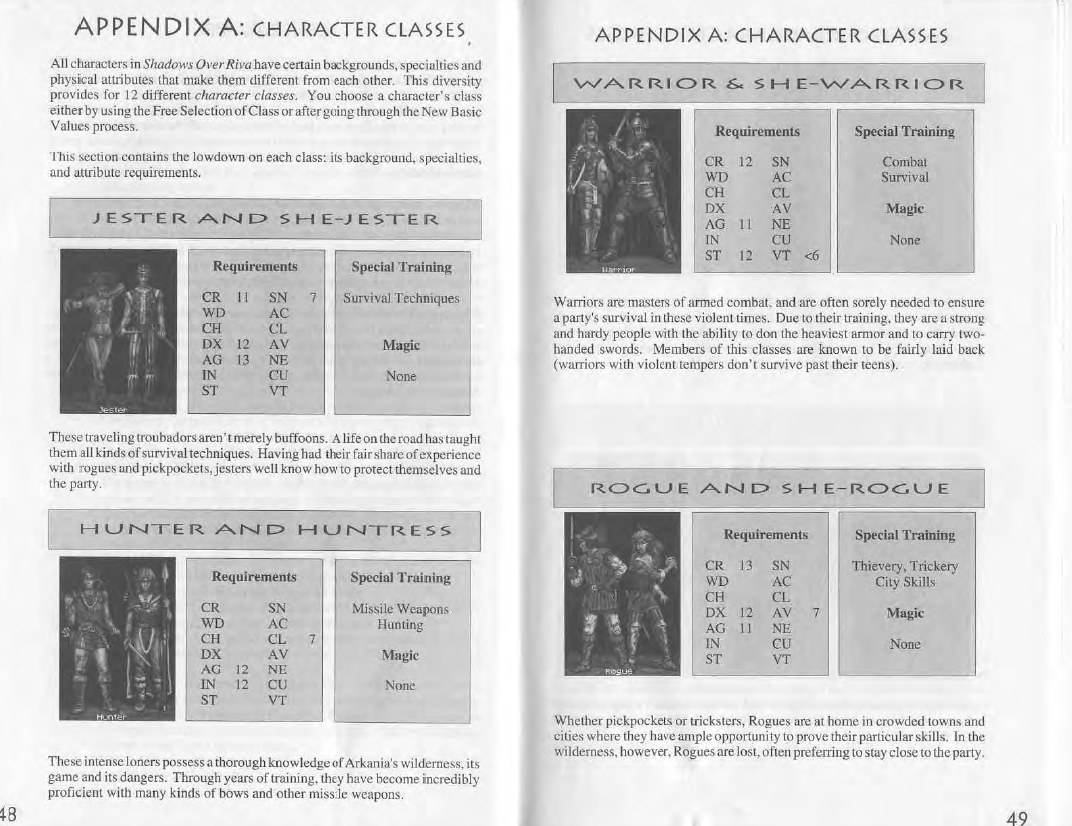 APPENDIX A: CHARACTER CLASSES
All characters in Shadows Over Riva have certain backgrounds, specialties and
physical attributes that make them different from each other. This diversity
provides for 12 different character classes. You choose a character's class
either by using the Free Selection of Class or after going through the New Basic
Values process.
This section contains the lowdown on each class: its background, specialties,
and attribute requirements.
JESTER AND SHE-JESTER
Jester
Requirements
CR 11 SN 7
WD AC
CH CL
DX 12 AV
AG 13 NE
IN CU
ST VT
Special Training
Survival Techniques
Magic
None
These traveling troubadors aren't merely buffoons. A life on the road has taught
them all kinds of survival techniques. Having had their fair share of experience
with rogues and pickpockets, jesters well know how to protect themselves and
the party.
HUNTER AND HUNTRESS
Hunter
Requirements
CR SN
WD AC
CH CL 7
DX AV
AG 12 NE
IN 12 CU
ST VT
Special Training
Missile Weapons
Hunting
Magic
None
These intense loners possess a thorough knowledge of Arkania's wilderness, its
game and its dangers. Through years of training, they have become incredibly
proficient with many kinds of bows and other missile weapons.
48
APPENDIX A: CHARACTER CLASSES
WARRIOR & SHE-WARRIOR
Warrior
Requirements
CR 12 SN
WD AC
CH CL
DX AV
AG 11 NE
IN CU
ST 12 VT <6
Special Training
Combat
Survival
Magic
None
Warriors are masters of armed combat, and are often sorely needed to ensure
a party's survival in these violent times. Due to their training, they are a strong
and hardy people with the ability to don the heaviest armor and to carry two-
handed swords. Members of this classes are known to be fairly laid back
(warriors with violent tempers don't survive past their teens).
ROGUE AND SHE-ROGUE
Rogue
Requirements
CR 13 SN
WD AC
CH CL
DX 12 AV 7
AG 11 NE
IN CU
ST VT
Special Training
Thievery, Trickery
City Skills
Magic
None
Whether pickpockets or tricksters, Rogues are at home in crowded towns and
cities where they have ample opportunity to prove their particular skills. In the
wilderness, however, Rogues are lost, often preferring to stay close to the party.
49